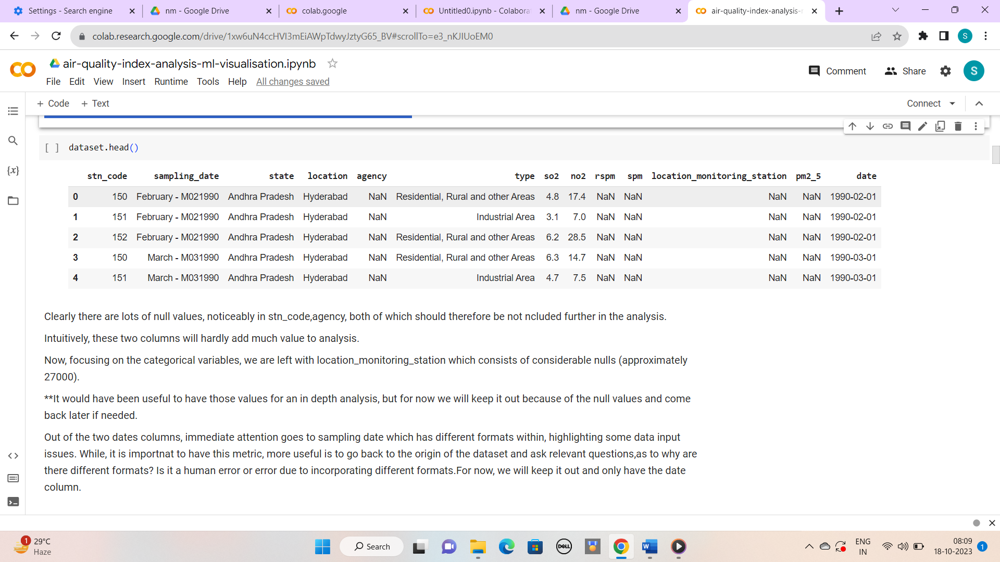 Settings - Search engine
nm - Google Drive
colab.google
Untitled0.ipynb - Colabora
nm - Google Drive
air-quality-index-analysis-
colab.research.google.com/drive/1xw6uN4ccHVI3mEiAWpTdwyJztyG65_BV#scrollTo=e3_nKJIUoEM0
S
air-quality-index-analysis-ml-visualisation.ipynb
Comment Share S
File Edit View Insert Runtime Tools Help All changes saved
+ Code + Text Connect
[ ] dataset.head()
stn_code sampling_date state location agency type so2 no2 rspm spm location_monitoring_station pm2_5 date
0 150 February - M021990 Andhra Pradesh Hyderabad NaN Residential, Rural and other Areas 4.8 17.4 NaN NaN NaN NaN 1990-02-01
1 151 February - M021990 Andhra Pradesh Hyderabad NaN Industrial Area 3.1 7.0 NaN NaN NaN NaN 1990-02-01
2 152 February - M021990 Andhra Pradesh Hyderabad NaN Residential, Rural and other Areas 6.2 28.5 NaN NaN NaN NaN 1990-02-01
3 150 March - M031990 Andhra Pradesh Hyderabad NaN Residential, Rural and other Areas 6.3 14.7 NaN NaN NaN NaN 1990-03-01
4 151 March - M031990 Andhra Pradesh Hyderabad NaN Industrial Area 4.7 7.5 NaN NaN NaN NaN 1990-03-01
{x}
Clearly there are lots of null values, noticeably in stn_code,agency, both of which should therefore be not ncluded further in the analysis.
Intuitively, these two columns will hardly add much value to analysis.
Now, focusing on the categorical variables, we are left with location_monitoring_station which consists of considerable nulls (approximately
27000).
**It would have been useful to have those values for an in depth analysis, but for now we will keep it out because of the null values and come
back later if needed.
Out of the two dates columns, immediate attention goes to sampling date which has different formats within, highlighting some data input
issues. While, it is importnat to have this metric, more useful is to go back to the origin of the dataset and ask relevant questions,as to why are
there different formats? Is it a human error or error due to incorporating different formats.For now, we will keep it out and only have the date
column.
1
29°C
Haze
Search
DELL
W
ENG
IN
08:09
18-10-2023
1